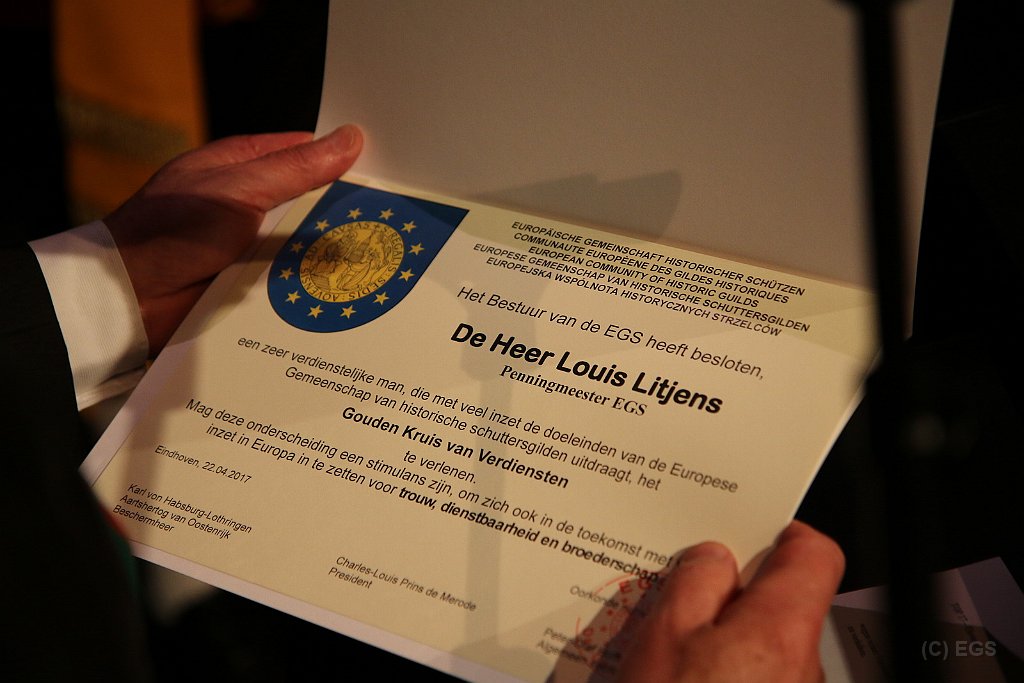 EUROPÄISCHE GEMEINSCHAFT HISTORISCHER SCHÜTZEN
COMMUNAUTE EUROPÉENE DES GILDES HISTORIQUES
EUROPEAN COMMUNITY OF HISTORIC GUILDS
EUROPESE GEMEENSCHAP VAN HISTORISCHE SCHUTTERSGILDEN
EUROPEJSKA WSPÓLNOTA HISTORYCZNYCH STRZELCÓW
Het Bestuur van de EGS heeft besloten,
De Heer Louis Litjens
Penningmeester EGS
een zeer verdienstelijke man, die met veel inzet de doeleinden van de Europese
Gemeenschap van historische schuttersgilden uitdraagt, het
Gouden Kruis van Verdiensten
te verlenen.
Mag deze onderscheiding een stimulans zijn, om zich ook in de toekomst met
inzet in Europa in te zetten voor trouw, dienstbaarheid en broederschap
Eindhoven, 22.04.2017
Karl von Habsburg-Lothringen
Aartshertog van Oostenrijk
Beschermheer
Charles-Louis Prins de Merode
President
(C) EGS